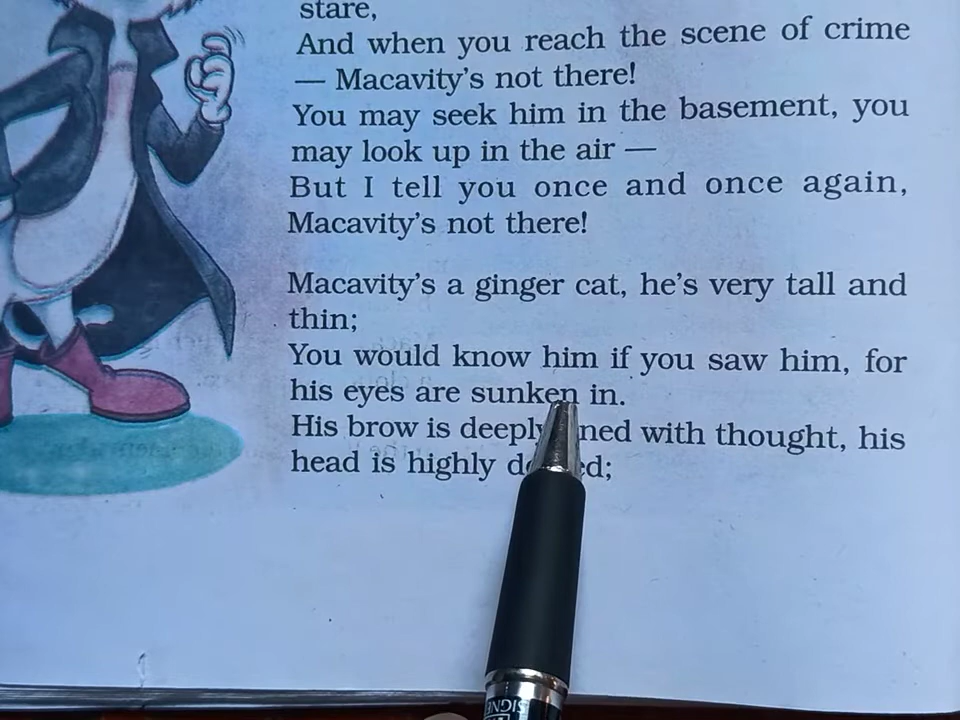 stare,
And when you reach the scene of crime
— Macavity's not there!
You may seek him in the basement, you
may look up in the air —
But I tell you once and once again,
Macavity's not there!
Macavity's a ginger cat, he's very tall and
thin;
You would know him if you saw him, for
his eyes are sunken in.
His brow is deeply with thought, his
head is highly